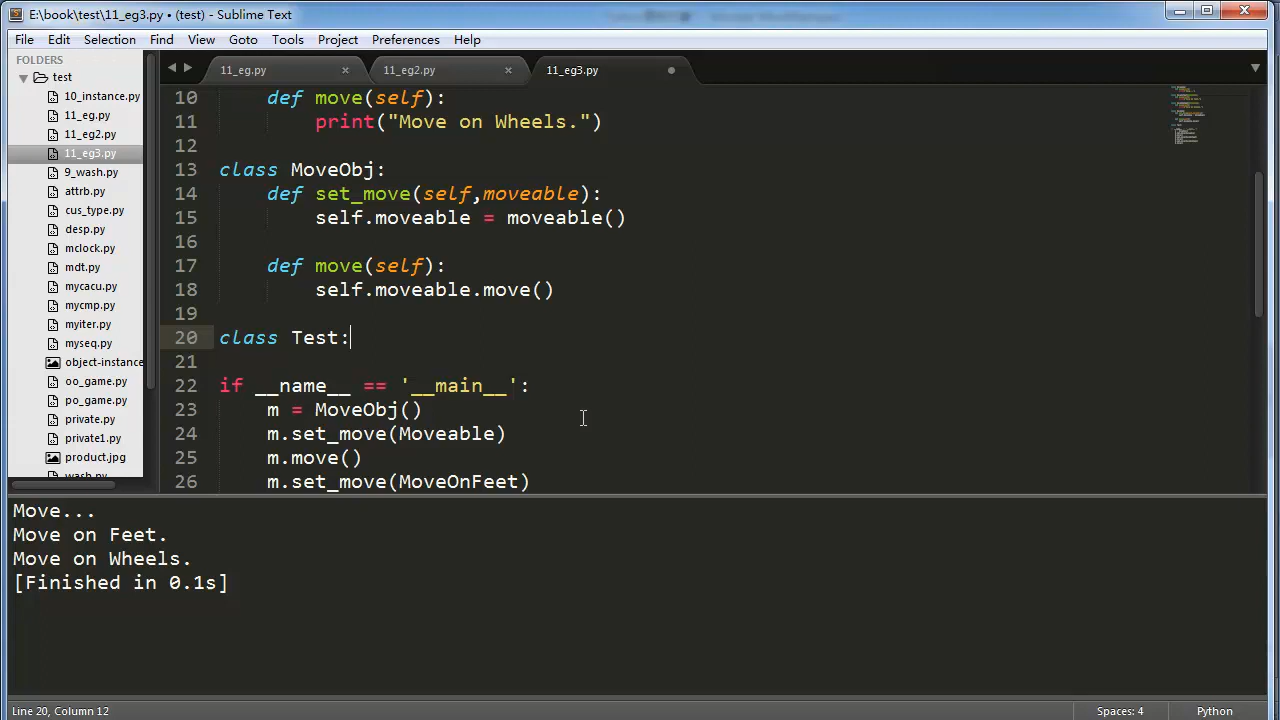 E:\book\test\11_eg3.py • (test) - Sublime Text
File Edit Selection Find View Goto Tools Project Preferences Help
FOLDERS
test
10_instance.py
11_eg.py
11_eg2.py
11_eg3.py
9_wash.py
attrb.py
cus_type.py
desp.py
mclock.py
mdt.py
mycacu.py
mycmp.py
myiter.py
myseq.py
object-instance
oo_game.py
po_game.py
private.py
private1.py
product.jpg
wash.py
11_eg.py 11_eg2.py 11_eg3.py
10 def move(self):
11 print("Move on Wheels.")
12
13 class MoveObj:
14 def set_move(self,moveable):
15 self.moveable = moveable()
16
17 def move(self):
18 self.moveable.move()
19
20 class Test:
21
22 if __name__ == '__main__':
23 m = MoveObj()
24 m.set_move(Moveable)
25 m.move()
26 m.set_move(MoveOnFeet)
Move...
Move on Feet.
Move on Wheels.
[Finished in 0.1s]
Line 20, Column 12 Spaces: 4 Python